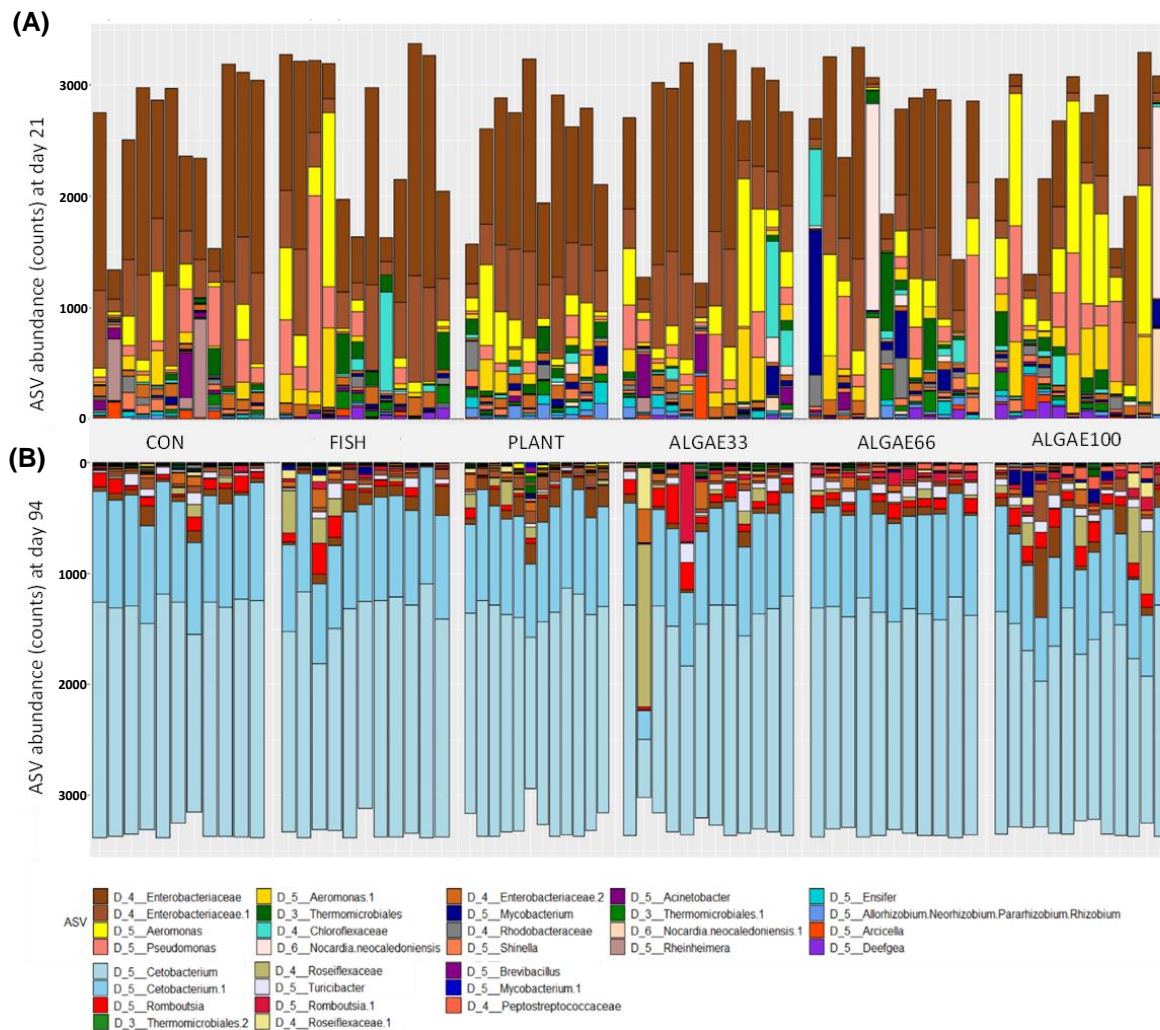 (A)
ASV abundance (counts) at day 21
3000
2000
1000
0
CON FISH PLANT ALGAE33 ALGAE66 ALGAE100
(B)
ASV abundance (counts) at day 94
0
1000
2000
3000
ASV
D_4__Enterobacteriaceae D_5__Aeromonas.1 D_4__Enterobacteriaceae.2 D_5__Acinetobacter D_5__Ensifer
D_4__Enterobacteriaceae.1 D_3__Thermomicrobiales D_5__Mycobacterium D_3__Thermomicrobiales.1 D_5__Allorhizobium.Neorhizobium.Pararhizobium.Rhizobium
D_5__Aeromonas D_4__Chloroflexaceae D_4__Rhodobacteraceae D_6__Nocardia.neocaledoniensis.1 D_5__Arcicella
D_5__Pseudomonas D_6__Nocardia.neocaledoniensis D_5__Shinella D_5__Rheinheimera D_5__Deefgea
D_5__Cetobacterium D_4__Roseiflexaceae D_5__Brevibacillus
D_5__Cetobacterium.1 D_5__Turicibacter D_5__Mycobacterium.1
D_5__Romboutsia D_5__Romboutsia.1 D_4__Peptostreptococcaceae
D_3__Thermomicrobiales.2 D_4__Roseiflexaceae.1